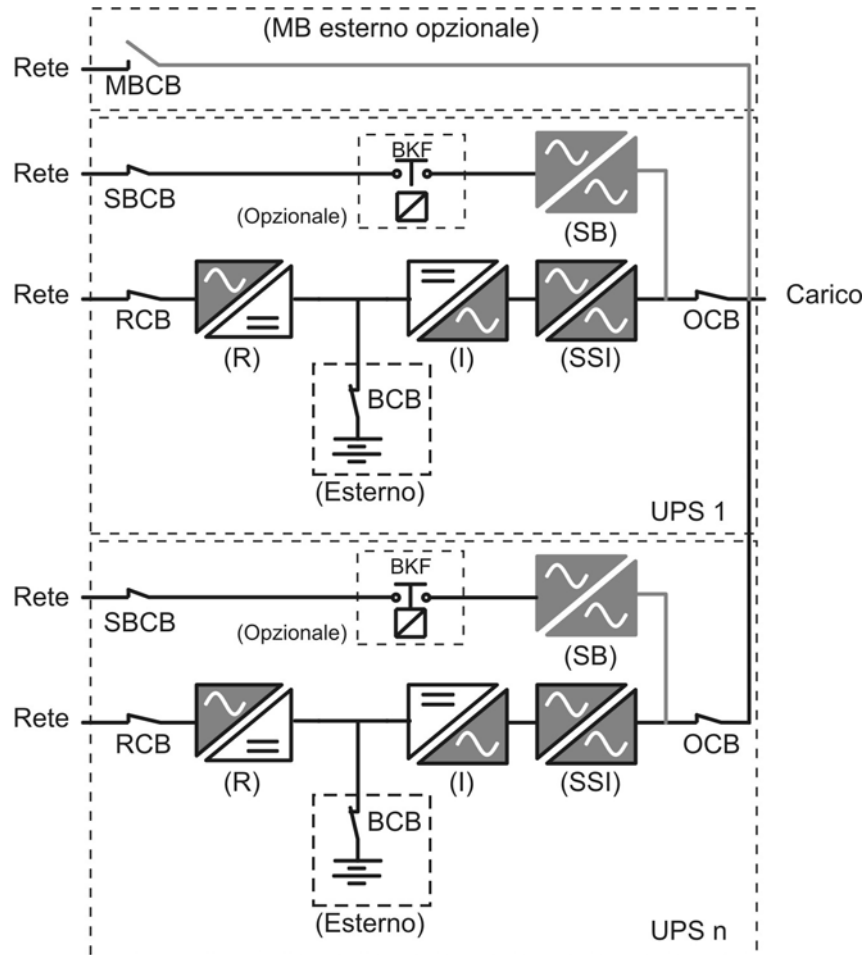 (MB esterno opzionale)
Rete
MBCB
BKF
Rete
SBCB
(Opzionale)
(SB)
Rete
Carico
RCB
OCB
(R)
(I)
(SSI)
BCB
(Esterno)
UPS 1
BKF
Rete
SBCB
(Opzionale)
(SB)
Rete
RCB
OCB
(R)
(I)
(SSI)
BCB
(Esterno)
UPS n